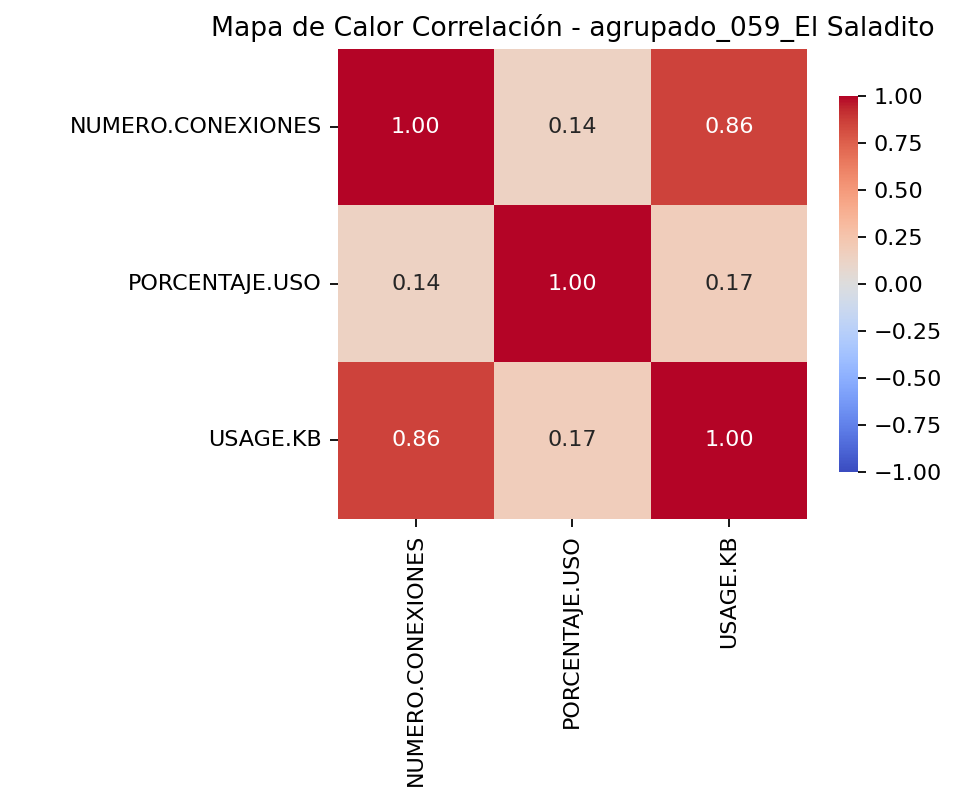 Mapa de Calor Correlación - agrupado_059_El Saladito
NUMERO.CONEXIONES
1.00
0.14
0.86
PORCENTAJE.USO
0.14
1.00
0.17
USAGE.KB
0.86
0.17
1.00
NUMERO.CONEXIONES
PORCENTAJE.USO
USAGE.KB
1.00
0.75
0.50
0.25
0.00
−0.25
−0.50
−0.75
−1.00